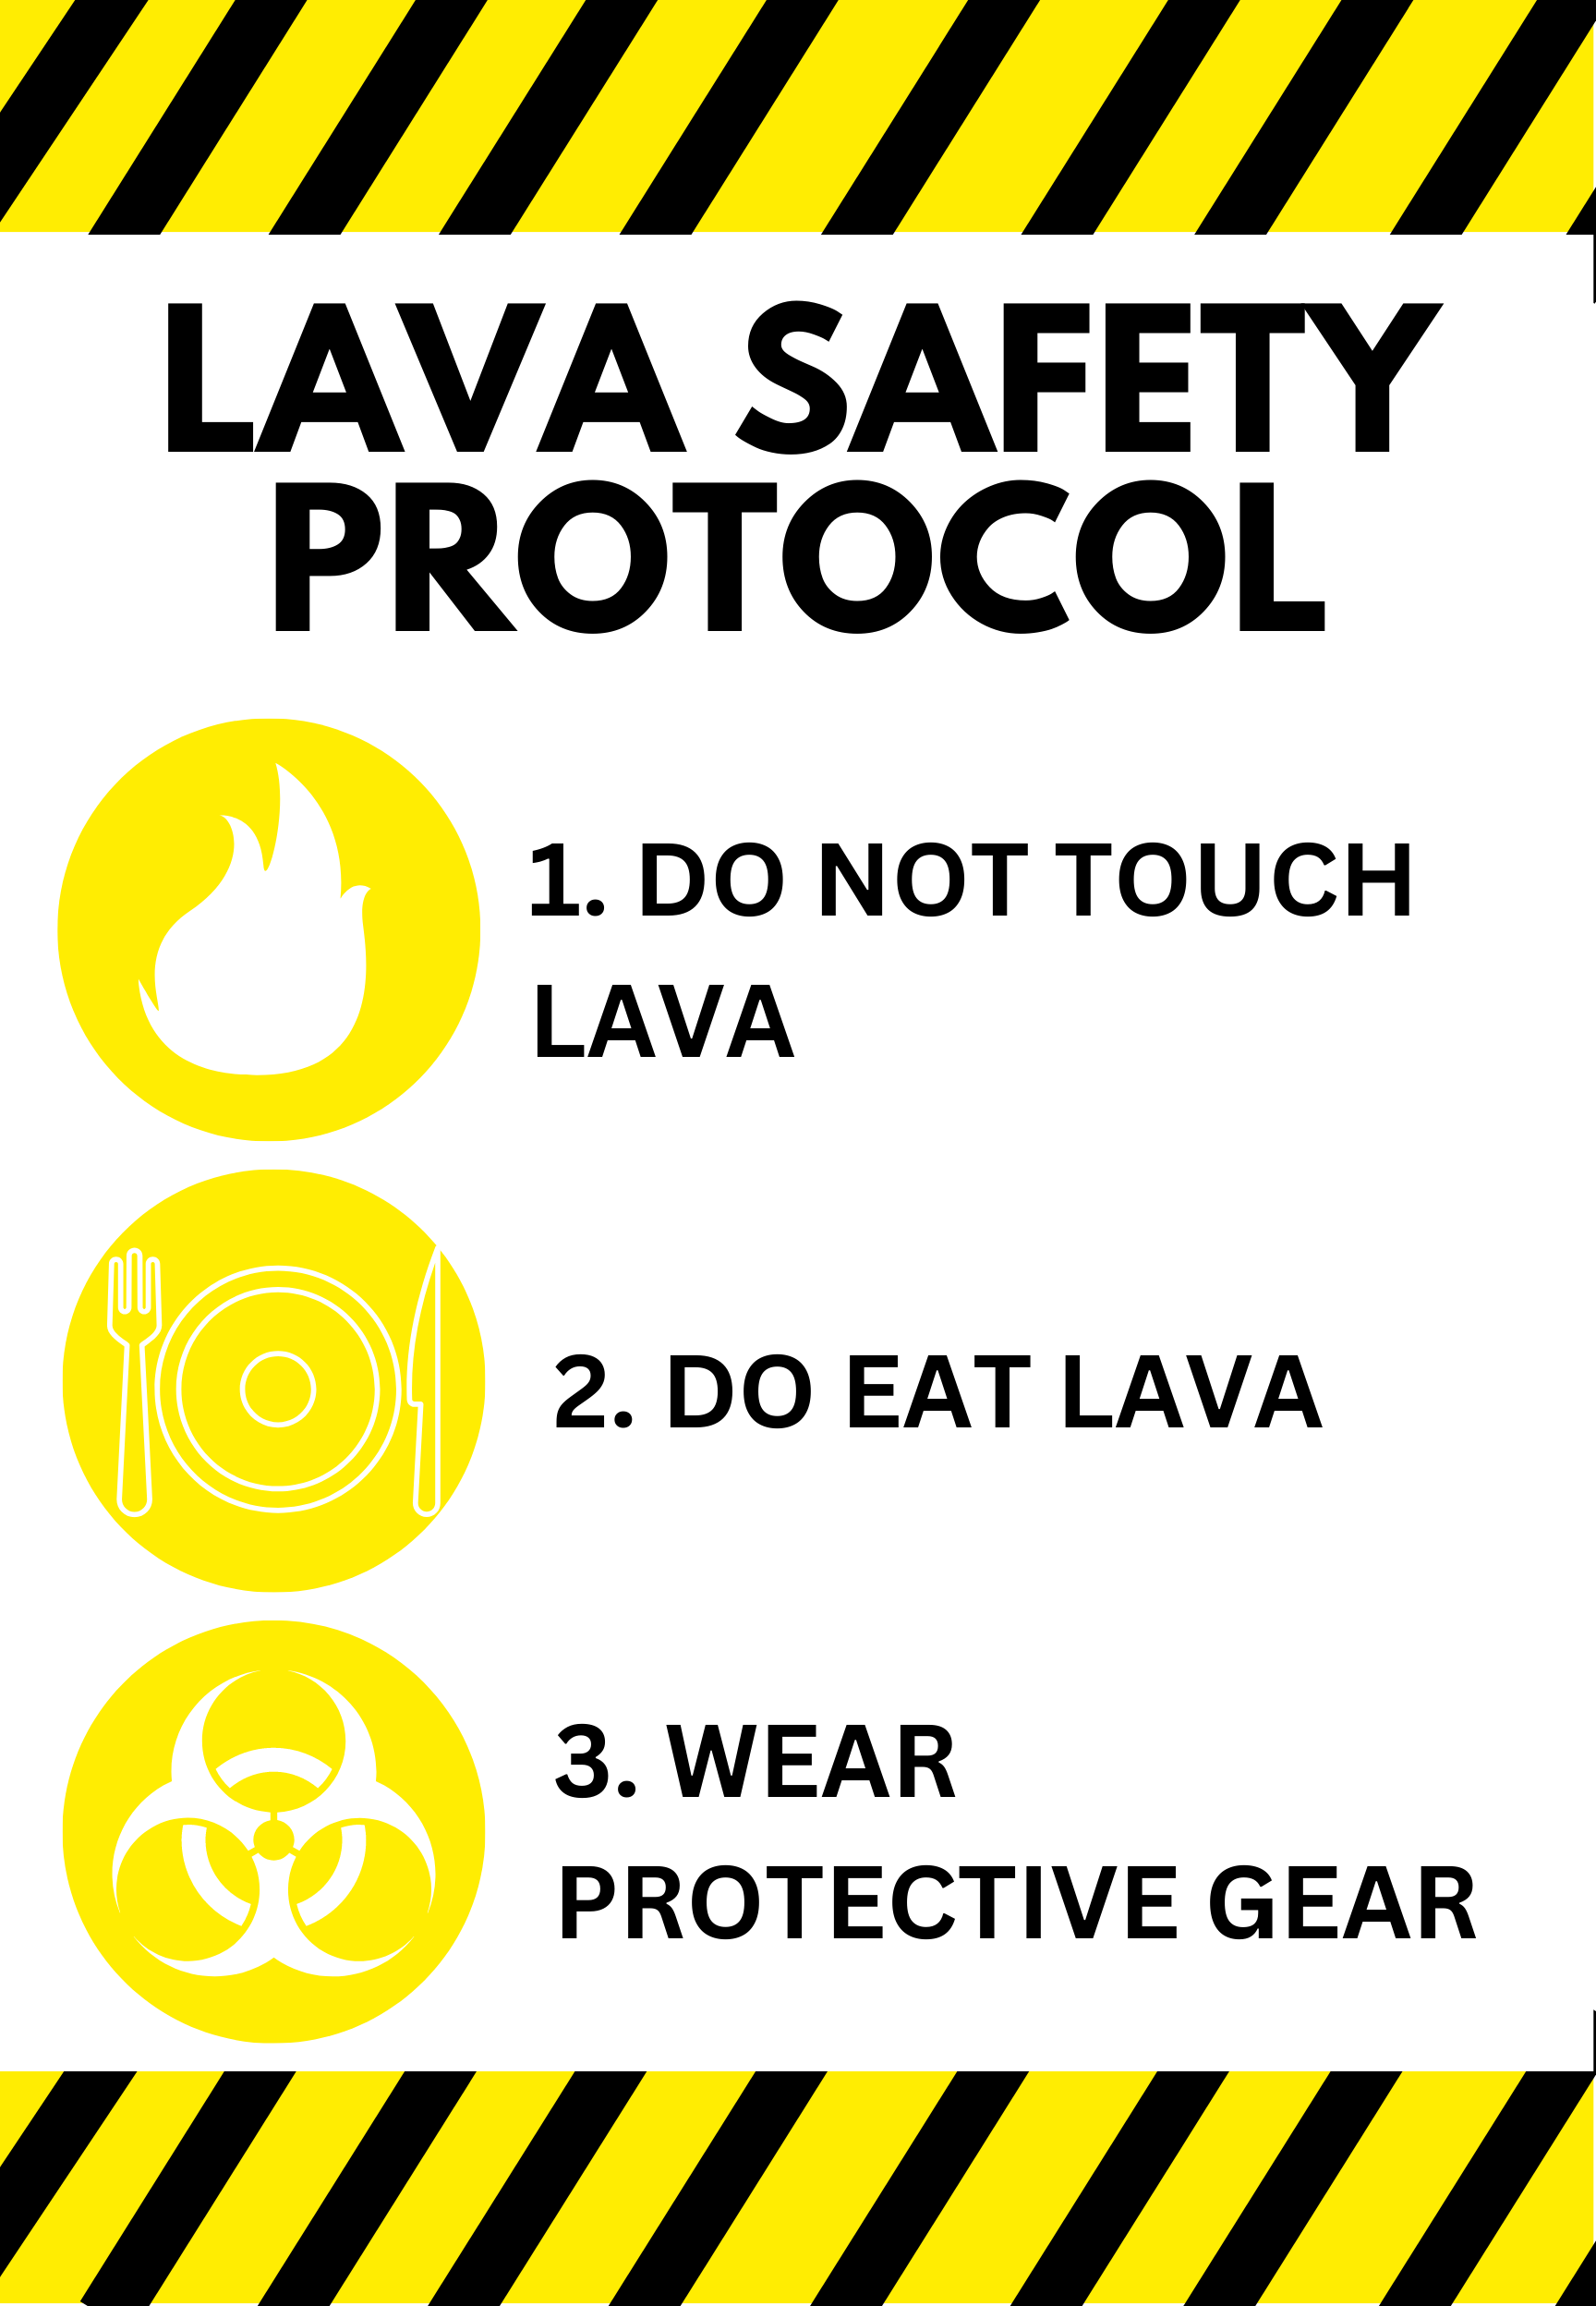 LAVA SAFETY
PROTOCOL
1. DO NOT TOUCH
LAVA
2. DO EAT LAVA
3. WEAR
PROTECTIVE GEAR